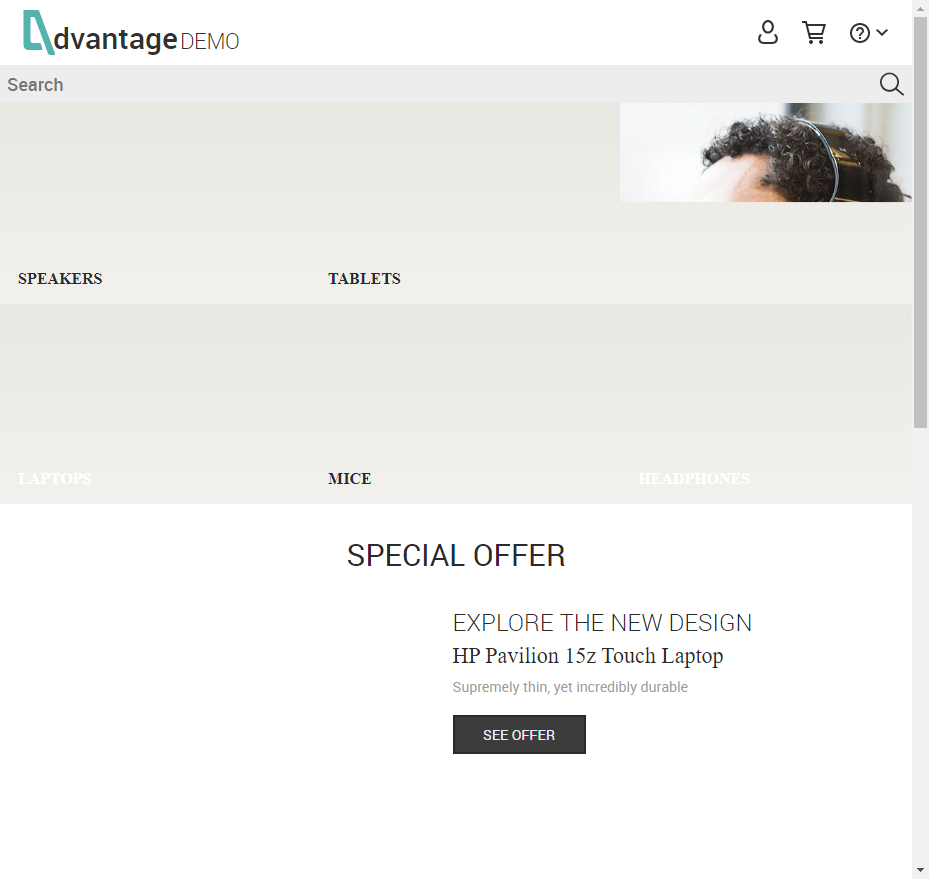 dvantage DEMO
Search
SPEAKERS
TABLETS
LAPTOPS
MICE
HEADPHONES
SPECIAL OFFER
EXPLORE THE NEW DESIGN
HP Pavilion 15z Touch Laptop
Supremely thin, yet incredibly durable
SEE OFFER